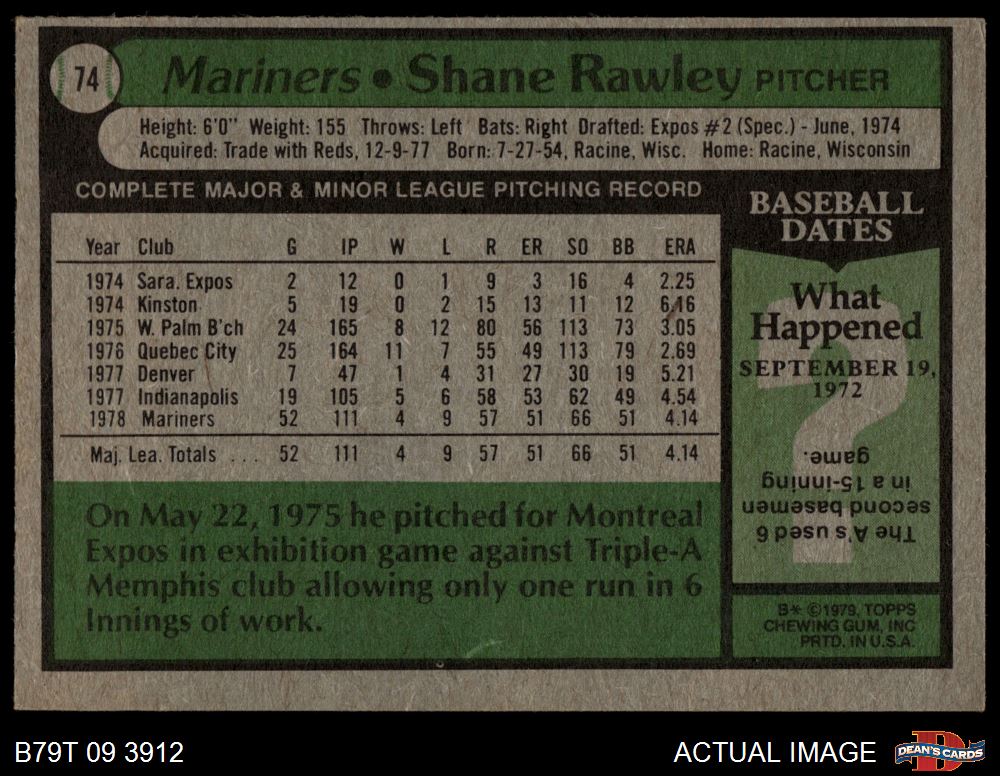 74 Mariners • Shane Rawley PITCHER
Height: 6'0" Weight: 155 Throws: Left Bats: Right Drafted: Expos #2 (Spec.) - June, 1974
Acquired: Trade with Reds, 12-9-77 Born: 7-27-54, Racine, Wisc. Home: Racine, Wisconsin
COMPLETE MAJOR & MINOR LEAGUE PITCHING RECORD
Year Club G IP W L R ER SO BB ERA
1974 Sara. Expos 2 12 0 1 9 3 16 4 2.25
1974 Kinston 5 19 0 2 15 13 11 12 6.16
1975 W. Palm B'ch 24 165 8 12 80 56 113 73 3.05
1976 Quebec City 25 164 11 7 55 49 113 79 2.69
1977 Denver 7 47 1 4 31 27 30 19 5.21
1977 Indianapolis 19 105 5 6 58 53 62 49 4.54
1978 Mariners 52 111 4 9 57 51 66 51 4.14
Maj. Lea. Totals ... 52 111 4 9 57 51 66 51 4.14
On May 22, 1975 he pitched for Montreal
Expos in exhibition game against Triple-A
Memphis club allowing only one run in 6
Innings of work.
BASEBALL
DATES
What
Happened
SEPTEMBER 19,
1972
The A's used 6
second basemen
in a 15-inning
game.
B* ©1979, TOPPS
CHEWING GUM, INC
PRTD. IN U.S.A.
B79T 09 3912
ACTUAL IMAGE
DEAN'S CARDS